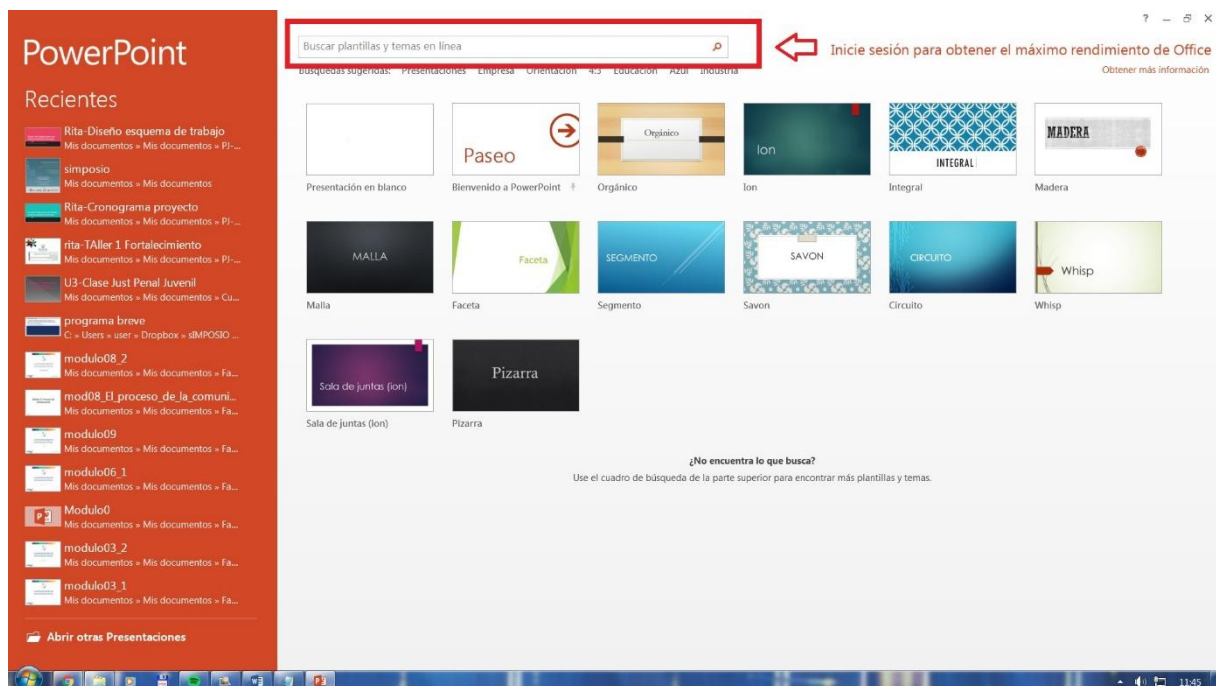 PowerPoint
Recientes
Rita-Diseño esquema de trabajo
Mis documentos » Mis documentos » PJ-...
simposio
Mis documentos » Mis documentos
Rita-Cronograma proyecto
Mis documentos » Mis documentos » PJ-...
rita-TAller 1 Fortalecimiento
Mis documentos » Mis documentos » PJ-...
U3-Clase Just Penal Juvenil
Mis documentos » Mis documentos » Cu...
programa breve
C: » Users » user » Dropbox » sIMPOSIO ...
modulo08_2
Mis documentos » Mis documentos » Fa...
mod08_El_proceso_de_la_comuni...
Mis documentos » Mis documentos » Fa...
modulo09
Mis documentos » Mis documentos » Fa...
modulo06_1
Mis documentos » Mis documentos » Fa...
Modulo0
Mis documentos » Mis documentos » Fa...
modulo03_2
Mis documentos » Mis documentos » Fa...
modulo03_1
Mis documentos » Mis documentos » Fa...
Abrir otras Presentaciones
Buscar plantillas y temas en línea
Inicie sesión para obtener el máximo rendimiento de Office
Obtener más información
Búsquedas sugeridas: Presentaciones Empresa Orientación 4:3 Educación Azul Industria
Paseo
Orgánico
Ion
INTEGRAL
MADERA
Presentación en blanco
Bienvenido a PowerPoint
Orgánico
Ion
Integral
Madera
MALLA
Faceta
SEGMENTO
SAVON
CIRCUITO
Whisp
Malla
Faceta
Segmento
Savon
Circuito
Whisp
Sala de juntas (ion)
Pizarra
Sala de juntas (Ion)
Pizarra
¿No encuentra lo que busca?
Use el cuadro de búsqueda de la parte superior para encontrar más plantillas y temas.
11:45